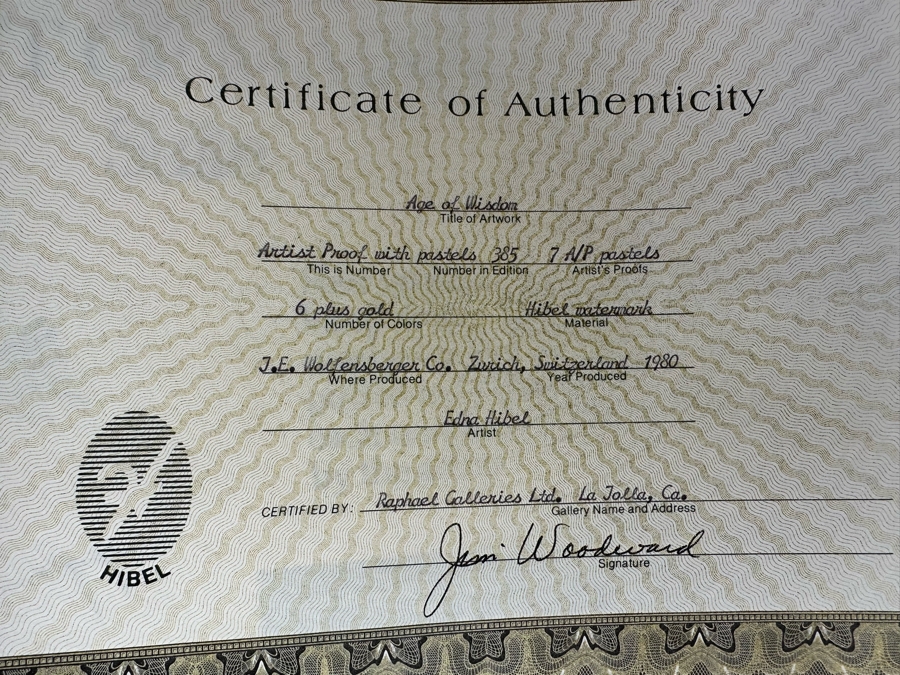 Certificate of Authenticity
Age of Wisdom
Title of Artwork
Artist Proof with pastels 385 7 A/P pastels
This is Number Number in Edition Artist's Proofs
6 plus gold Hibel watermark
Number of Colors Material
J.E. Wolfensberger Co. Zurich, Switzerland 1980
Where Produced Year Produced
Edna Hibel
Artist
CERTIFIED BY: Raphael Galleries Ltd. La Jolla, Ca.
Gallery Name and Address
Jim Woodward
Signature
HIBEL